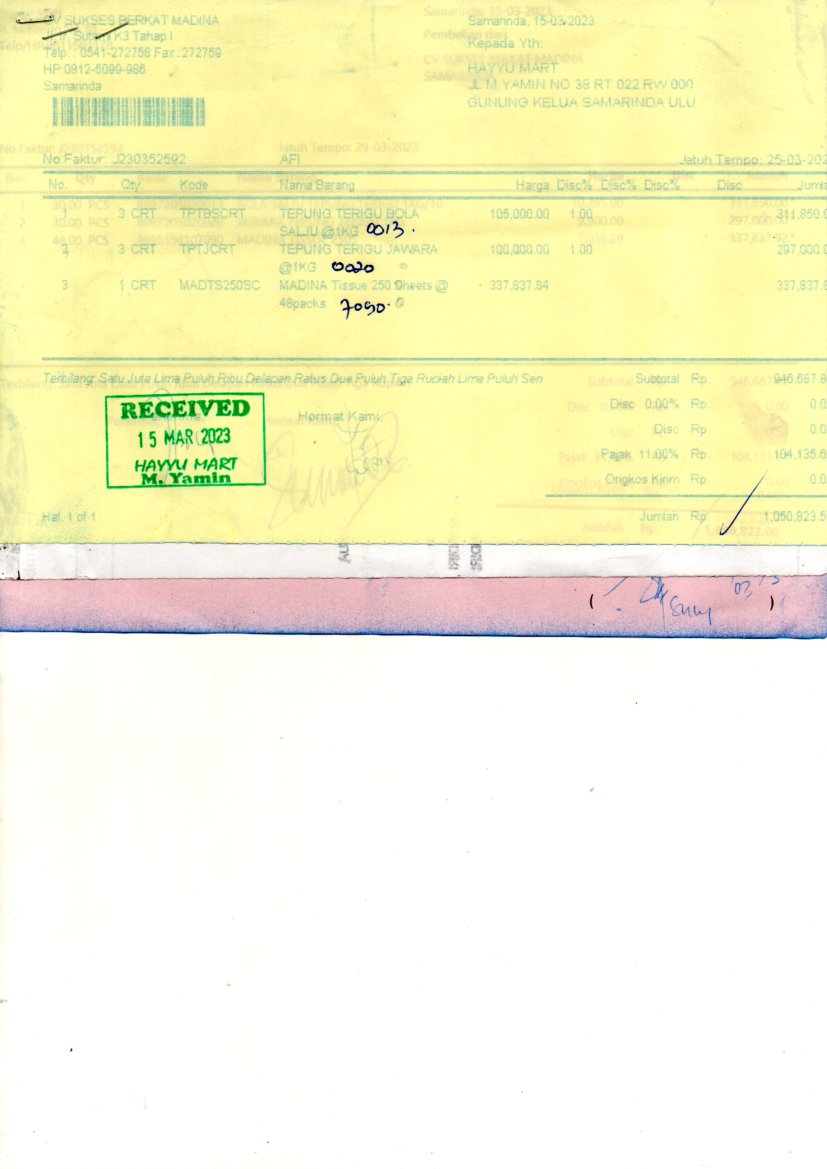 CV SUKSES BERKAT MADINA
Jl. Ir. Sutami K3 Tahap I
Telp. : 0541-272758 Fax :272759
HP:0812-5099-986
Samarinda
Samarinda, 15-03-2023
Kepada Yth:
HAYYU MART
JL M YAMIN NO 38 RT 022 RW 000
GUNUNG KELUA SAMARINDA ULU
No.Faktur: J230352592 AFI Jatuh Tempo: 25-03-202
No. Qty Kode Nama Barang Harga Disc% Disc% Disc% Disc Jumla
1 3 CRT TPTBSCRT TEPUNG TERIGU BOLA 105,000.00 1.00 311,850.0
SALJU @1KG 0013
2 3 CRT TPTJCRT TEPUNG TERIGU JAWARA 100,000.00 1.00 297,000.0
@1KG 0020
3 1 CRT MADTS250SC MADINA Tissue 250 Sheets @ 337,837.84 337,837.8
48packs 7090
Terbilang: Satu Juta Lima Puluh Ribu Delapan Ratus Dua Puluh Tiga Rupiah Lima Puluh Sen
Subtotal Rp. 946,687.8
Disc 0.00% Rp. 0.0
Disc Rp. 0.0
Pajak 11.00% Rp. 104,135.6
Ongkos Kirim Rp. 0.0
Jumlah Rp. 1,050,823.5
RECEIVED
15 MAR 2023
HAYYU MART
M. Yamin
Hormat Kami,
Hal. 1 of 1